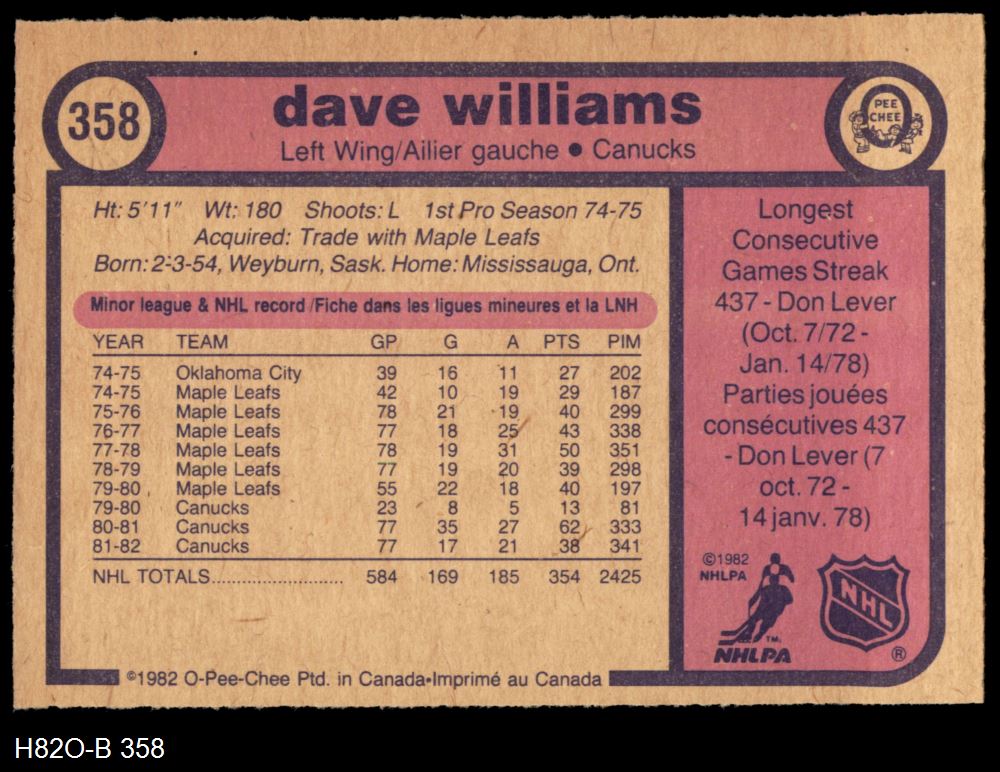 358
dave williams
Left Wing/Ailier gauche • Canucks
O
PEE
CHEE
Ht: 5'11" Wt: 180 Shoots: L 1st Pro Season 74-75
Acquired: Trade with Maple Leafs
Born: 2-3-54, Weyburn, Sask. Home: Mississauga, Ont.
Minor league & NHL record /Fiche dans les ligues mineures et la LNH
YEAR TEAM GP G A PTS PIM
74-75 Oklahoma City 39 16 11 27 202
74-75 Maple Leafs 42 10 19 29 187
75-76 Maple Leafs 78 21 19 40 299
76-77 Maple Leafs 77 18 25 43 338
77-78 Maple Leafs 78 19 31 50 351
78-79 Maple Leafs 77 19 20 39 298
79-80 Maple Leafs 55 22 18 40 197
79-80 Canucks 23 8 5 13 81
80-81 Canucks 77 35 27 62 333
81-82 Canucks 77 17 21 38 341
NHL TOTALS........................... 584 169 185 354 2425
Longest
Consecutive
Games Streak
437 - Don Lever
(Oct. 7/72 -
Jan. 14/78)
Parties jouées
consécutives 437
- Don Lever (7
oct. 72 -
14 janv. 78)
©1982
NHLPA
TM.
NHLPA
NHL
®
©1982 O-Pee-Chee Ptd. in Canada•Imprimé au Canada
H82O-B 358